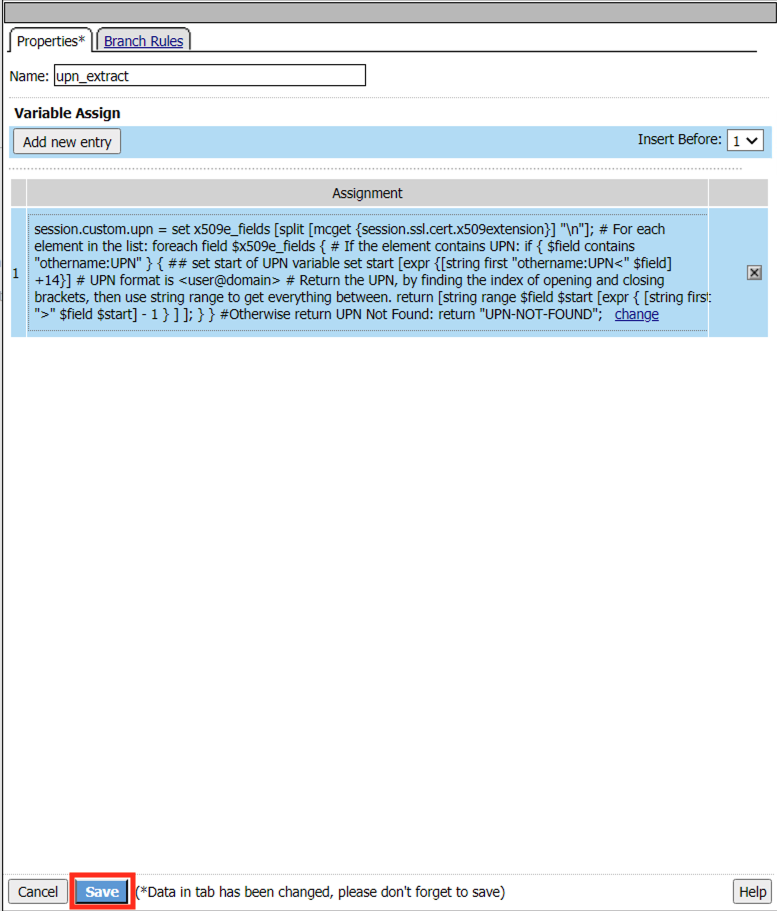 Properties* Branch Rules
Name: upn_extract
Variable Assign
Add new entry Insert Before: 1
Assignment
session.custom.upn = set x509e_fields [split [mcget {session.ssl.cert.x509extension}] "\n"]; # For each
element in the list: foreach field $x509e_fields { # If the element contains UPN: if { $field contains
"othername:UPN" } { ## set start of UPN variable set start [expr {[string first "othername:UPN<" $field]
1 +14}] # UPN format is <user@domain> # Return the UPN, by finding the index of opening and closing
brackets, then use string range to get everything between. return [string range $field $start [expr { [string first
">" $field $start] - 1 } ] ]; } } #Otherwise return UPN Not Found: return "UPN-NOT-FOUND"; change
Cancel Save (*Data in tab has been changed, please don't forget to save) Help